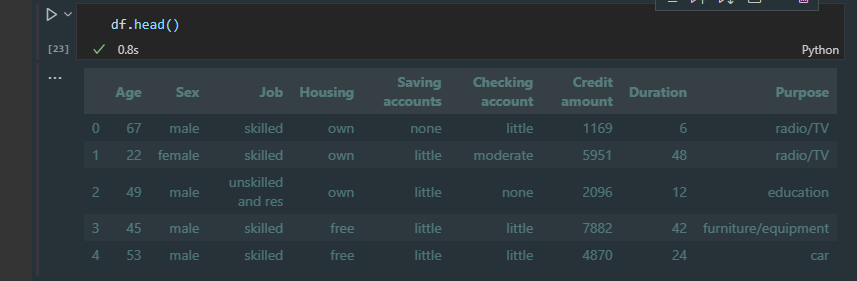 df.head()
[23] 0.8s Python
...
Age Sex Job Housing Saving accounts Checking account Credit amount Duration Purpose
0 67 male skilled own none little 1169 6 radio/TV
1 22 female skilled own little moderate 5951 48 radio/TV
2 49 male unskilled and res own little none 2096 12 education
3 45 male skilled free little little 7882 42 furniture/equipment
4 53 male skilled free little little 4870 24 car